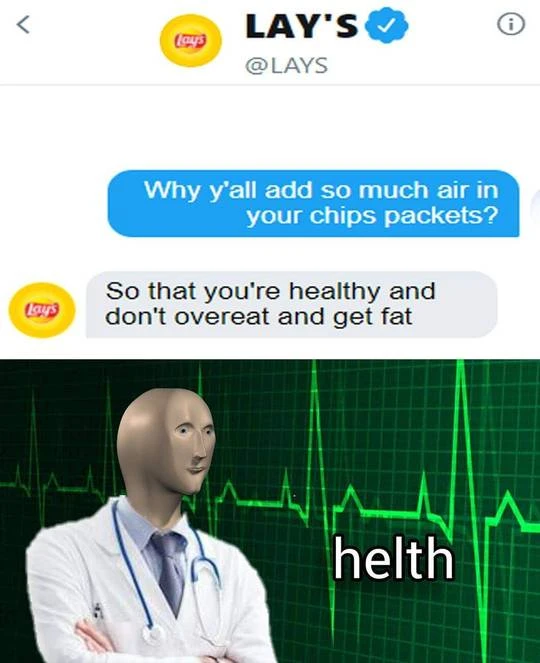 Lay's
LAY'S
@LAYS
Why y'all add so much air in
your chips packets?
Lay's
So that you're healthy and
don't overeat and get fat
helth